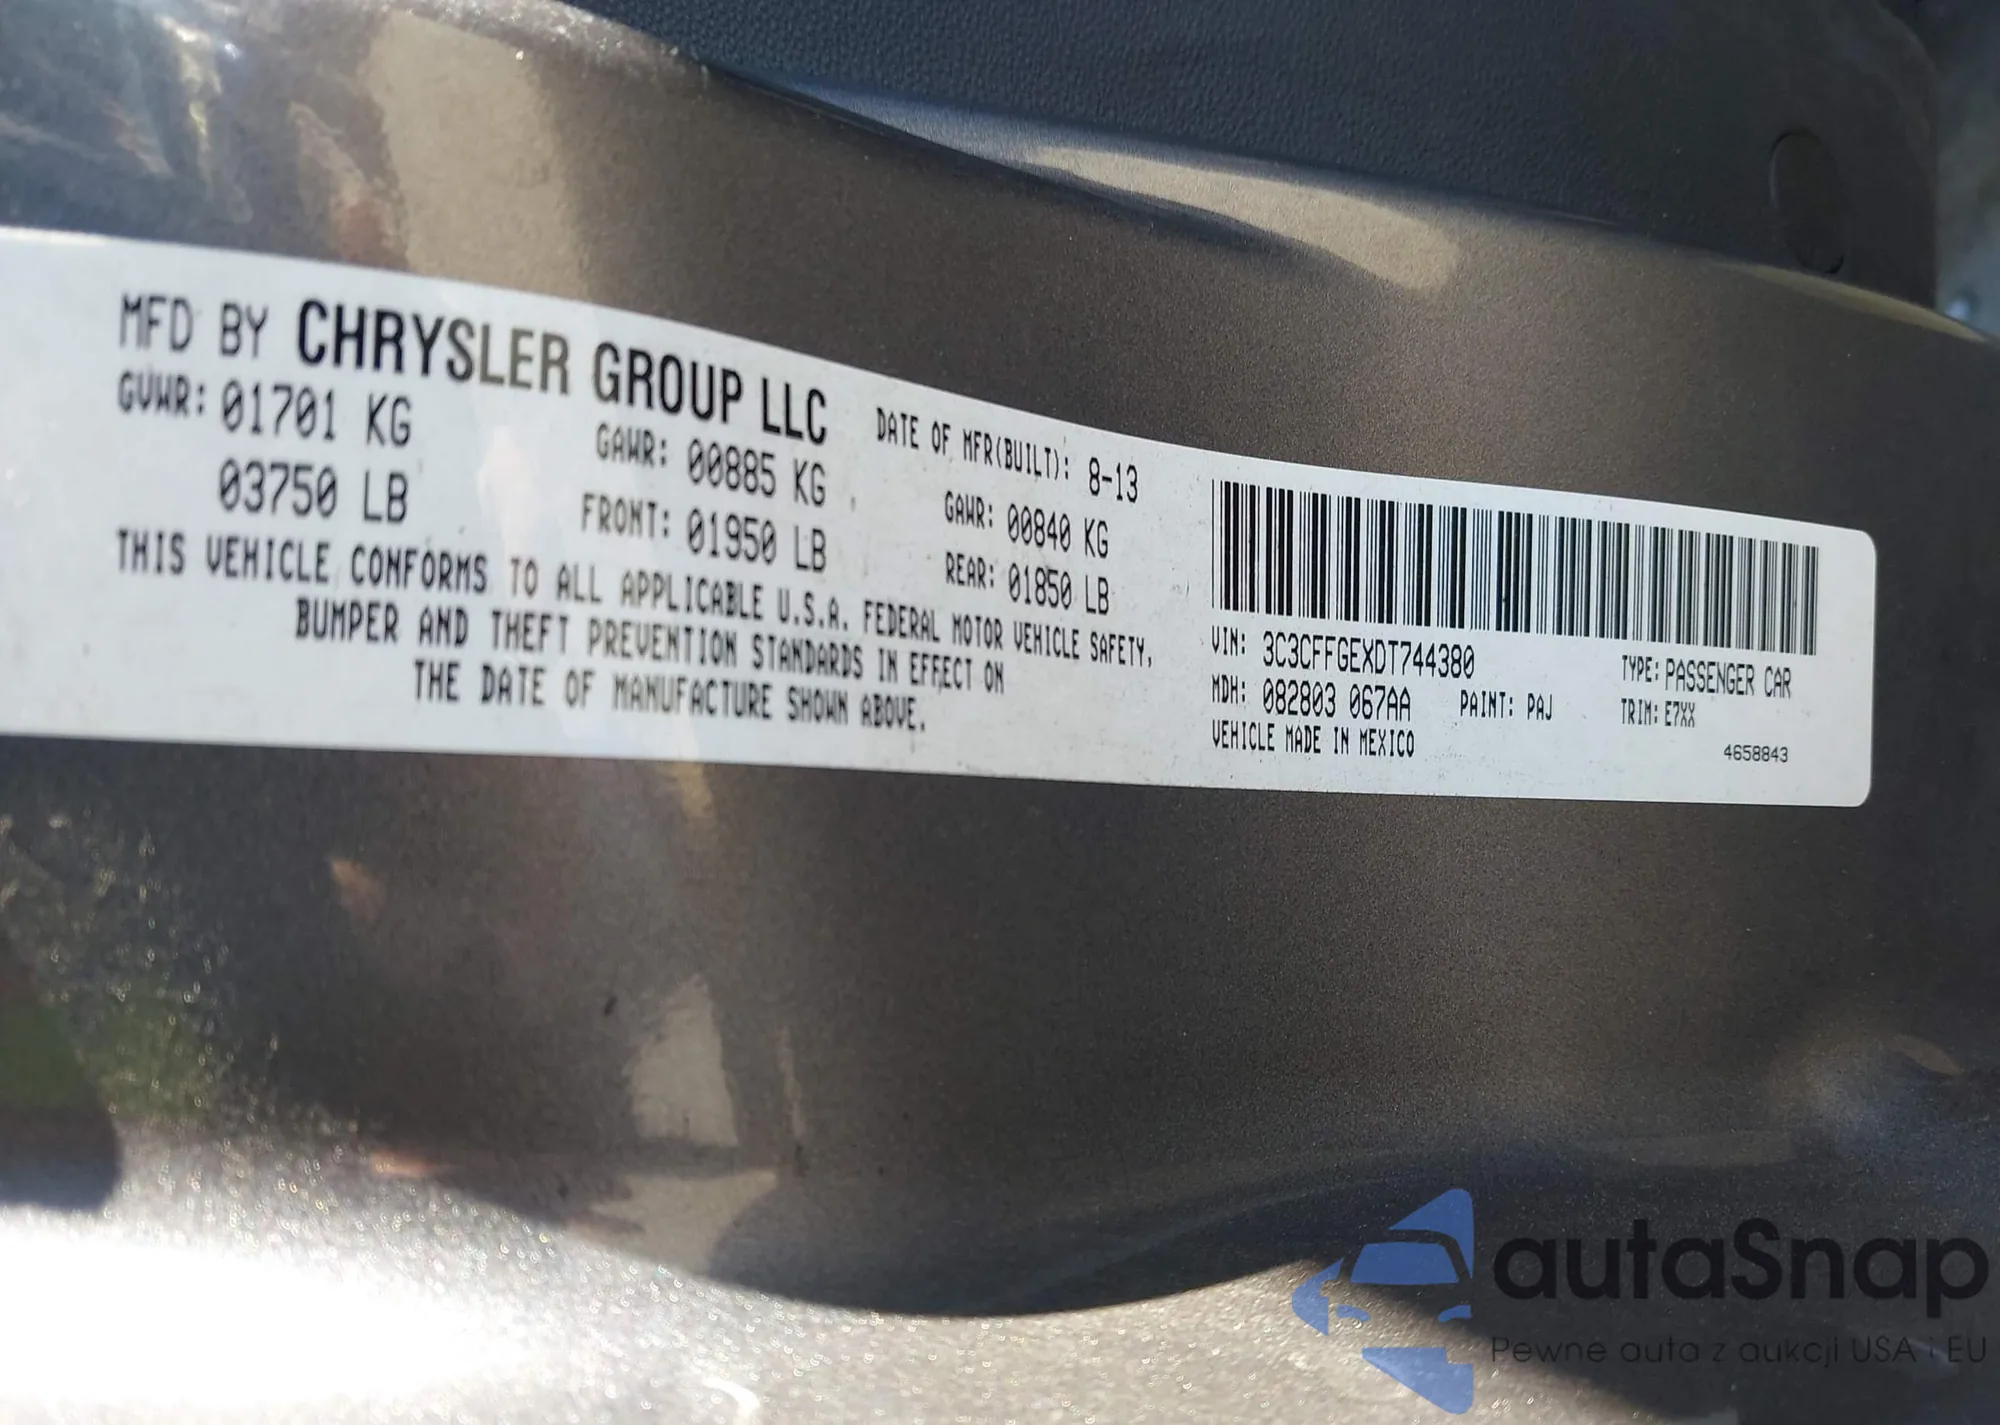 MFD BY CHRYSLER GROUP LLC
DATE OF MFR(BUILT): 8-13
GVWR: 01701 KG
03750 LB
GAWR: 00885 KG
FRONT: 01950 LB
GAWR: 00840 KG
REAR: 01850 LB
THIS VEHICLE CONFORMS TO ALL APPLICABLE U.S.A. FEDERAL MOTOR VEHICLE SAFETY,
BUMPER AND THEFT PREVENTION STANDARDS IN EFFECT ON
THE DATE OF MANUFACTURE SHOWN ABOVE.
VIN: 3C3CFFGEXDT744380
TYPE: PASSENGER CAR
MDH: 082803 067AA
PAINT: PAJ
TRIM: E7XX
VEHICLE MADE IN MEXICO
4658843
autaSnap
Pewne auta z aukcji USA i EU